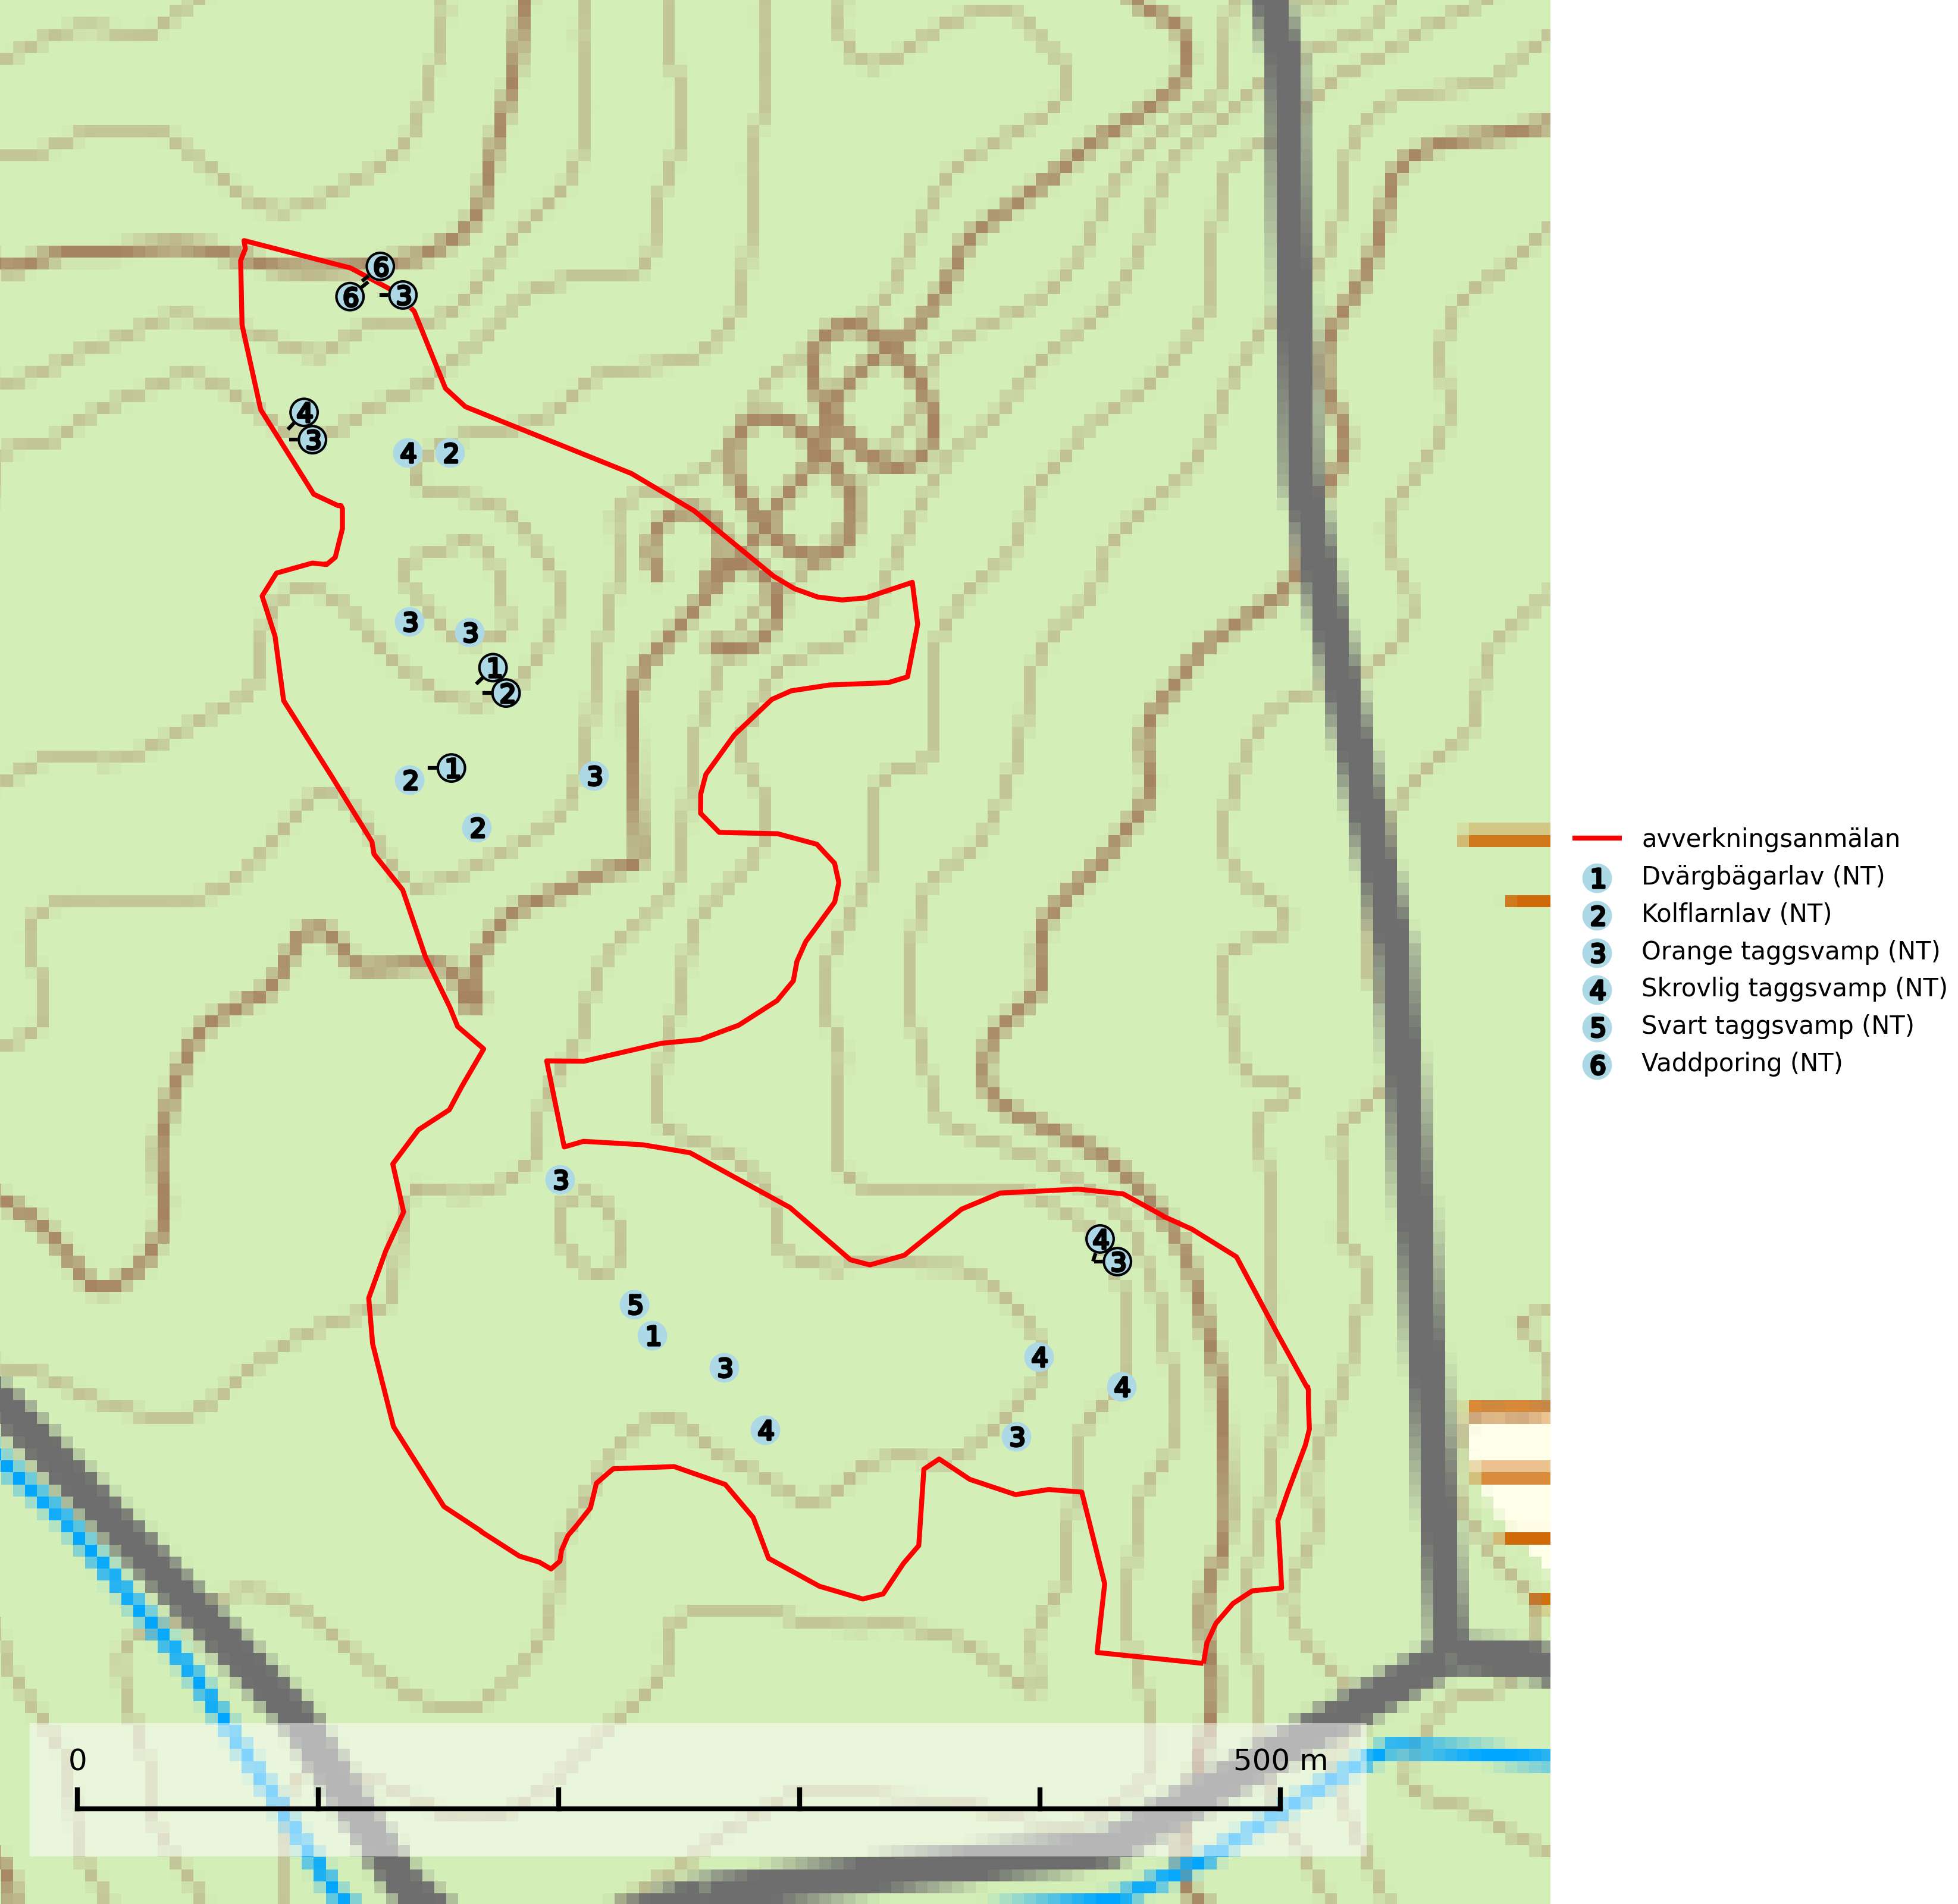 6
6 3
4
3
4 2
3
3
1
2
2 1 3
2
3
4
3
5
1
3
4
4
4
3
avverkningsanmälan
1 Dvärgbägarlav (NT)
2 Kolflarnlav (NT)
3 Orange taggsvamp (NT)
4 Skrovlig taggsvamp (NT)
5 Svart taggsvamp (NT)
6 Vaddporing (NT)
0 500 m